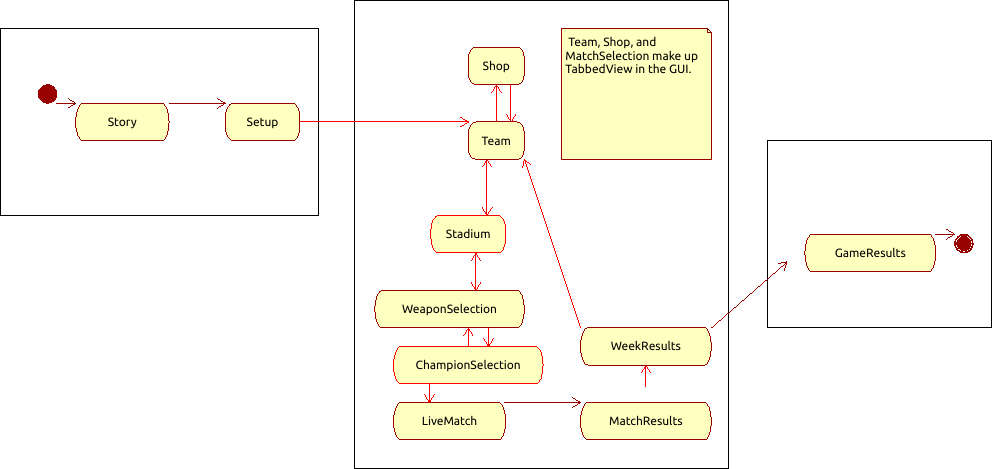 Team, Shop, and
MatchSelection make up
TabbedView in the GUI.
Shop
Story
Setup
Team
Stadium
GameResults
WeaponSelection
WeekResults
ChampionSelection
LiveMatch
MatchResults